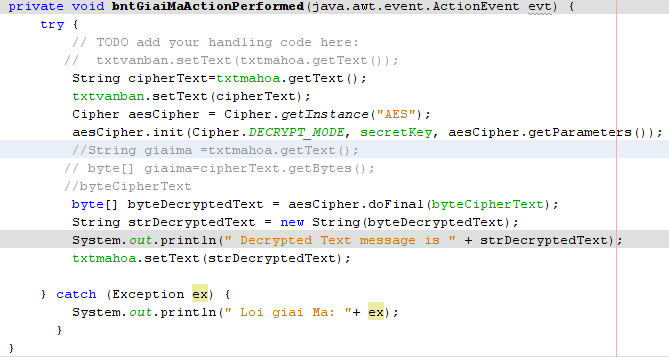 private void bntGiaiMaActionPerformed(java.awt.event.ActionEvent evt) {
try {
// TODO add your handling code here:
//  txtvanban.setText(txtmahoa.getText());
String cipherText=txtmahoa.getText();
txtvanban.setText(cipherText);
Cipher aesCipher = Cipher.getInstance("AES");
aesCipher.init(Cipher.DECRYPT_MODE, secretKey, aesCipher.getParameters());
//String giaima =txtmahoa.getText();
// byte[] giaima=cipherText.getBytes();
//byteCipherText
byte[] byteDecryptedText = aesCipher.doFinal(byteCipherText);
String strDecryptedText = new String(byteDecryptedText);
System.out.println(" Decrypted Text message is " + strDecryptedText);
txtmahoa.setText(strDecryptedText);
} catch (Exception ex) {
System.out.println(" Loi giai Ma: "+ ex);
}
}